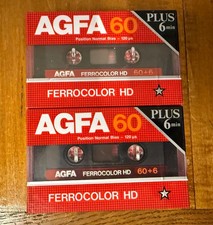 AGFA 60
PLUS
6 min
Position Normal Bias - 120 µs
AGFA FERROCOLOR HD 60+6
FERROCOLOR HD
AGFA 60
PLUS
6 min
Position Normal Bias - 120 µs
AGFA FERROCOLOR HD 60+6
FERROCOLOR HD